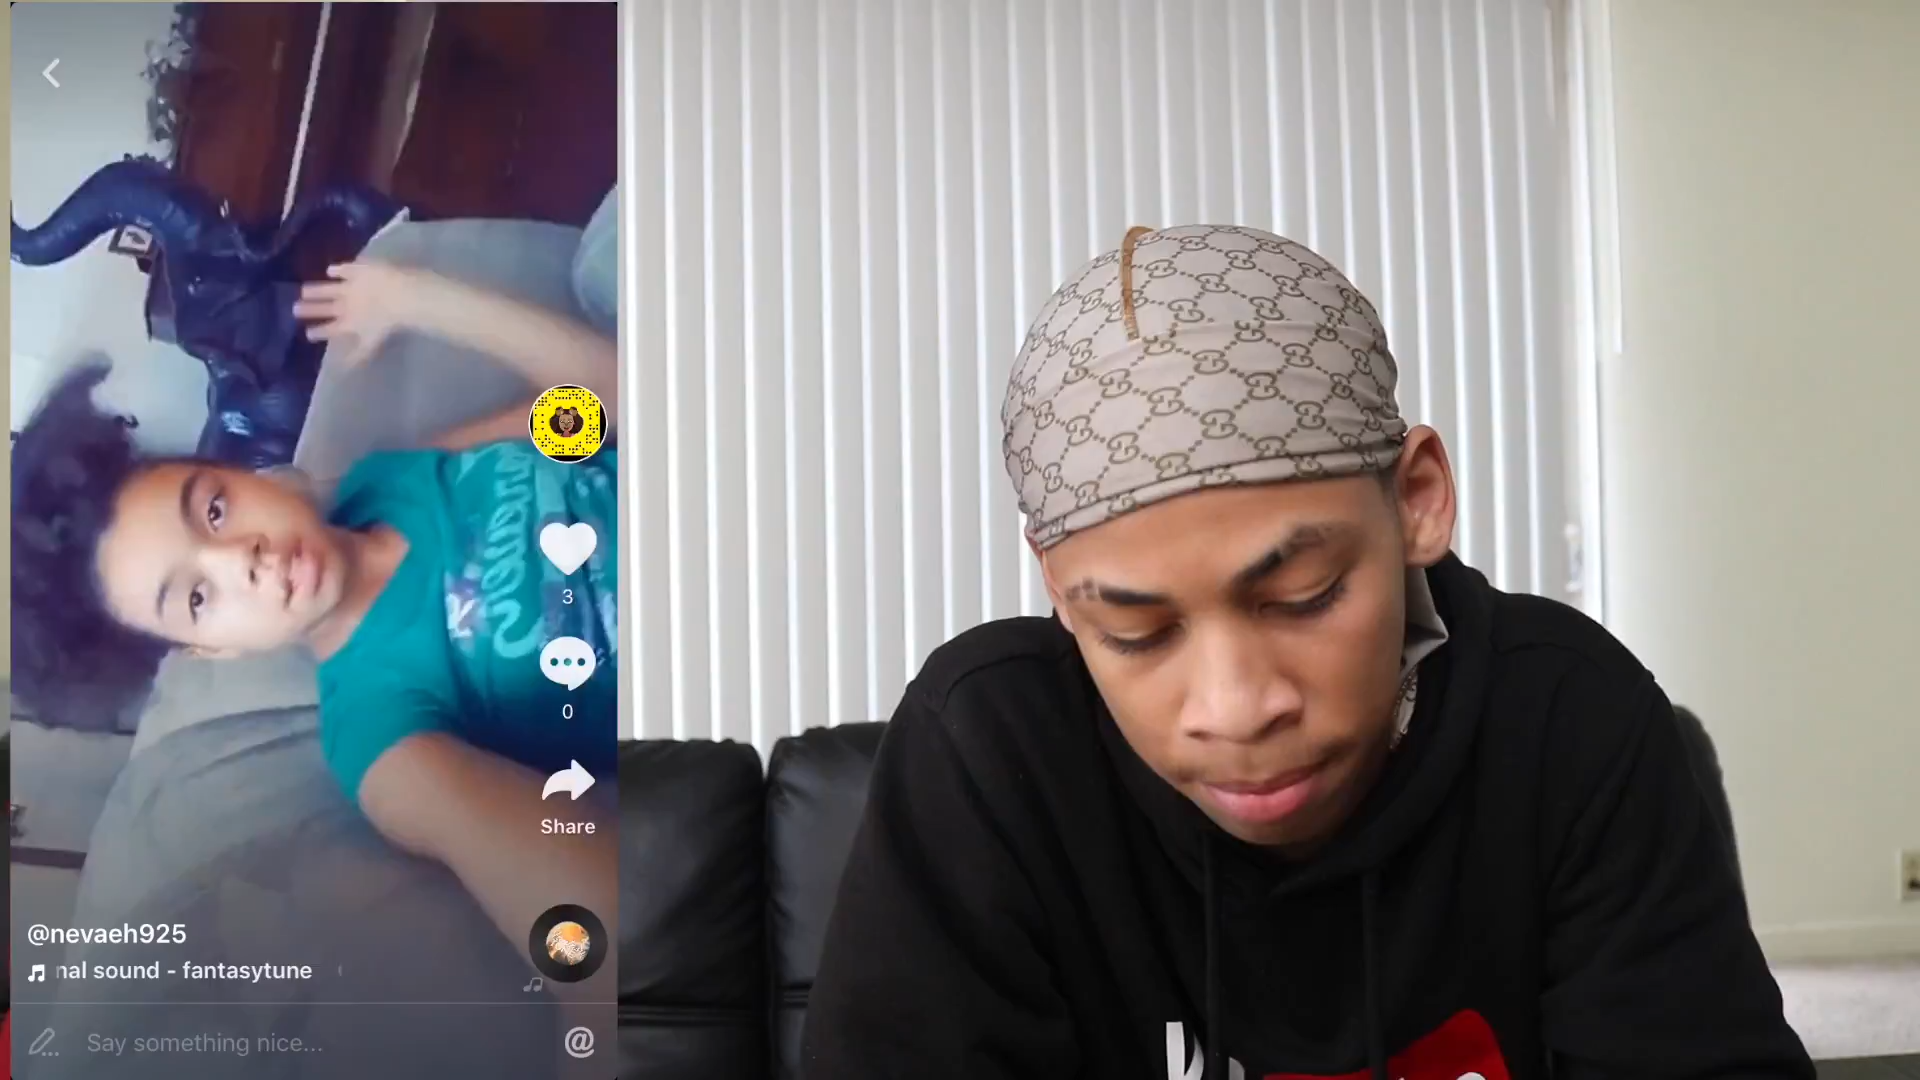 3
0
Share
@nevaeh925
nal sound - fantasytune
Say something nice...
@